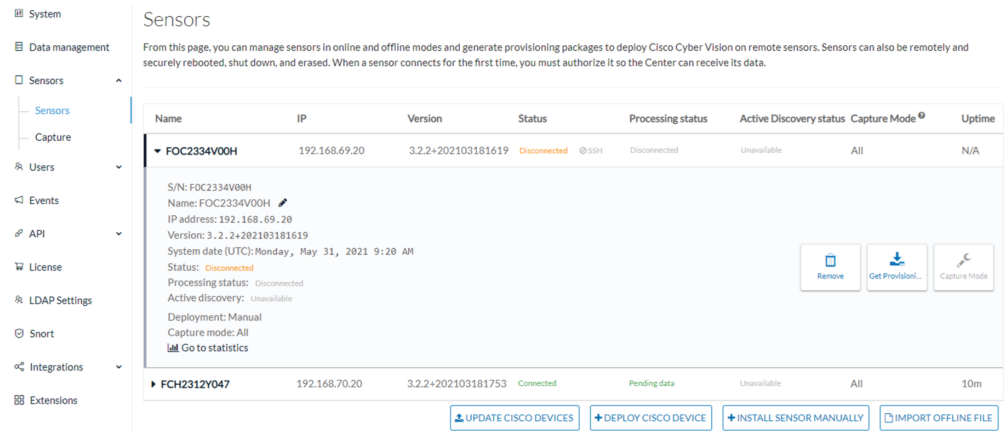 System
Data management
Sensors
Sensors
Capture
Users
Events
API
License
LDAP Settings
Snort
Integrations
Extensions
Sensors
From this page, you can manage sensors in online and offline modes and generate provisioning packages to deploy Cisco Cyber Vision on remote sensors. Sensors can also be remotely and
securely rebooted, shut down, and erased. When a sensor connects for the first time, you must authorize it so the Center can receive its data.
Name IP Version Status Processing status Active Discovery status Capture Mode ? Uptime
FOC2334V00H 192.168.69.20 3.2.2+202103181619 Disconnected SSH Disconnected Unavailable All N/A
S/N: FOC2334V00H
Name: FOC2334V00H
IP address: 192.168.69.20
Version: 3.2.2+202103181619
System date (UTC): Monday, May 31, 2021 9:20 AM
Status: Disconnected
Processing status: Disconnected
Active discovery: Unavailable
Deployment: Manual
Capture mode: All
Go to statistics
Remove Get Provisioni... Capture Mode
FCH2312Y047 192.168.70.20 3.2.2+202103181753 Connected Pending data Unavailable All 10m
UPDATE CISCO DEVICES +DEPLOY CISCO DEVICE +INSTALL SENSOR MANUALLY IMPORT OFFLINE FILE